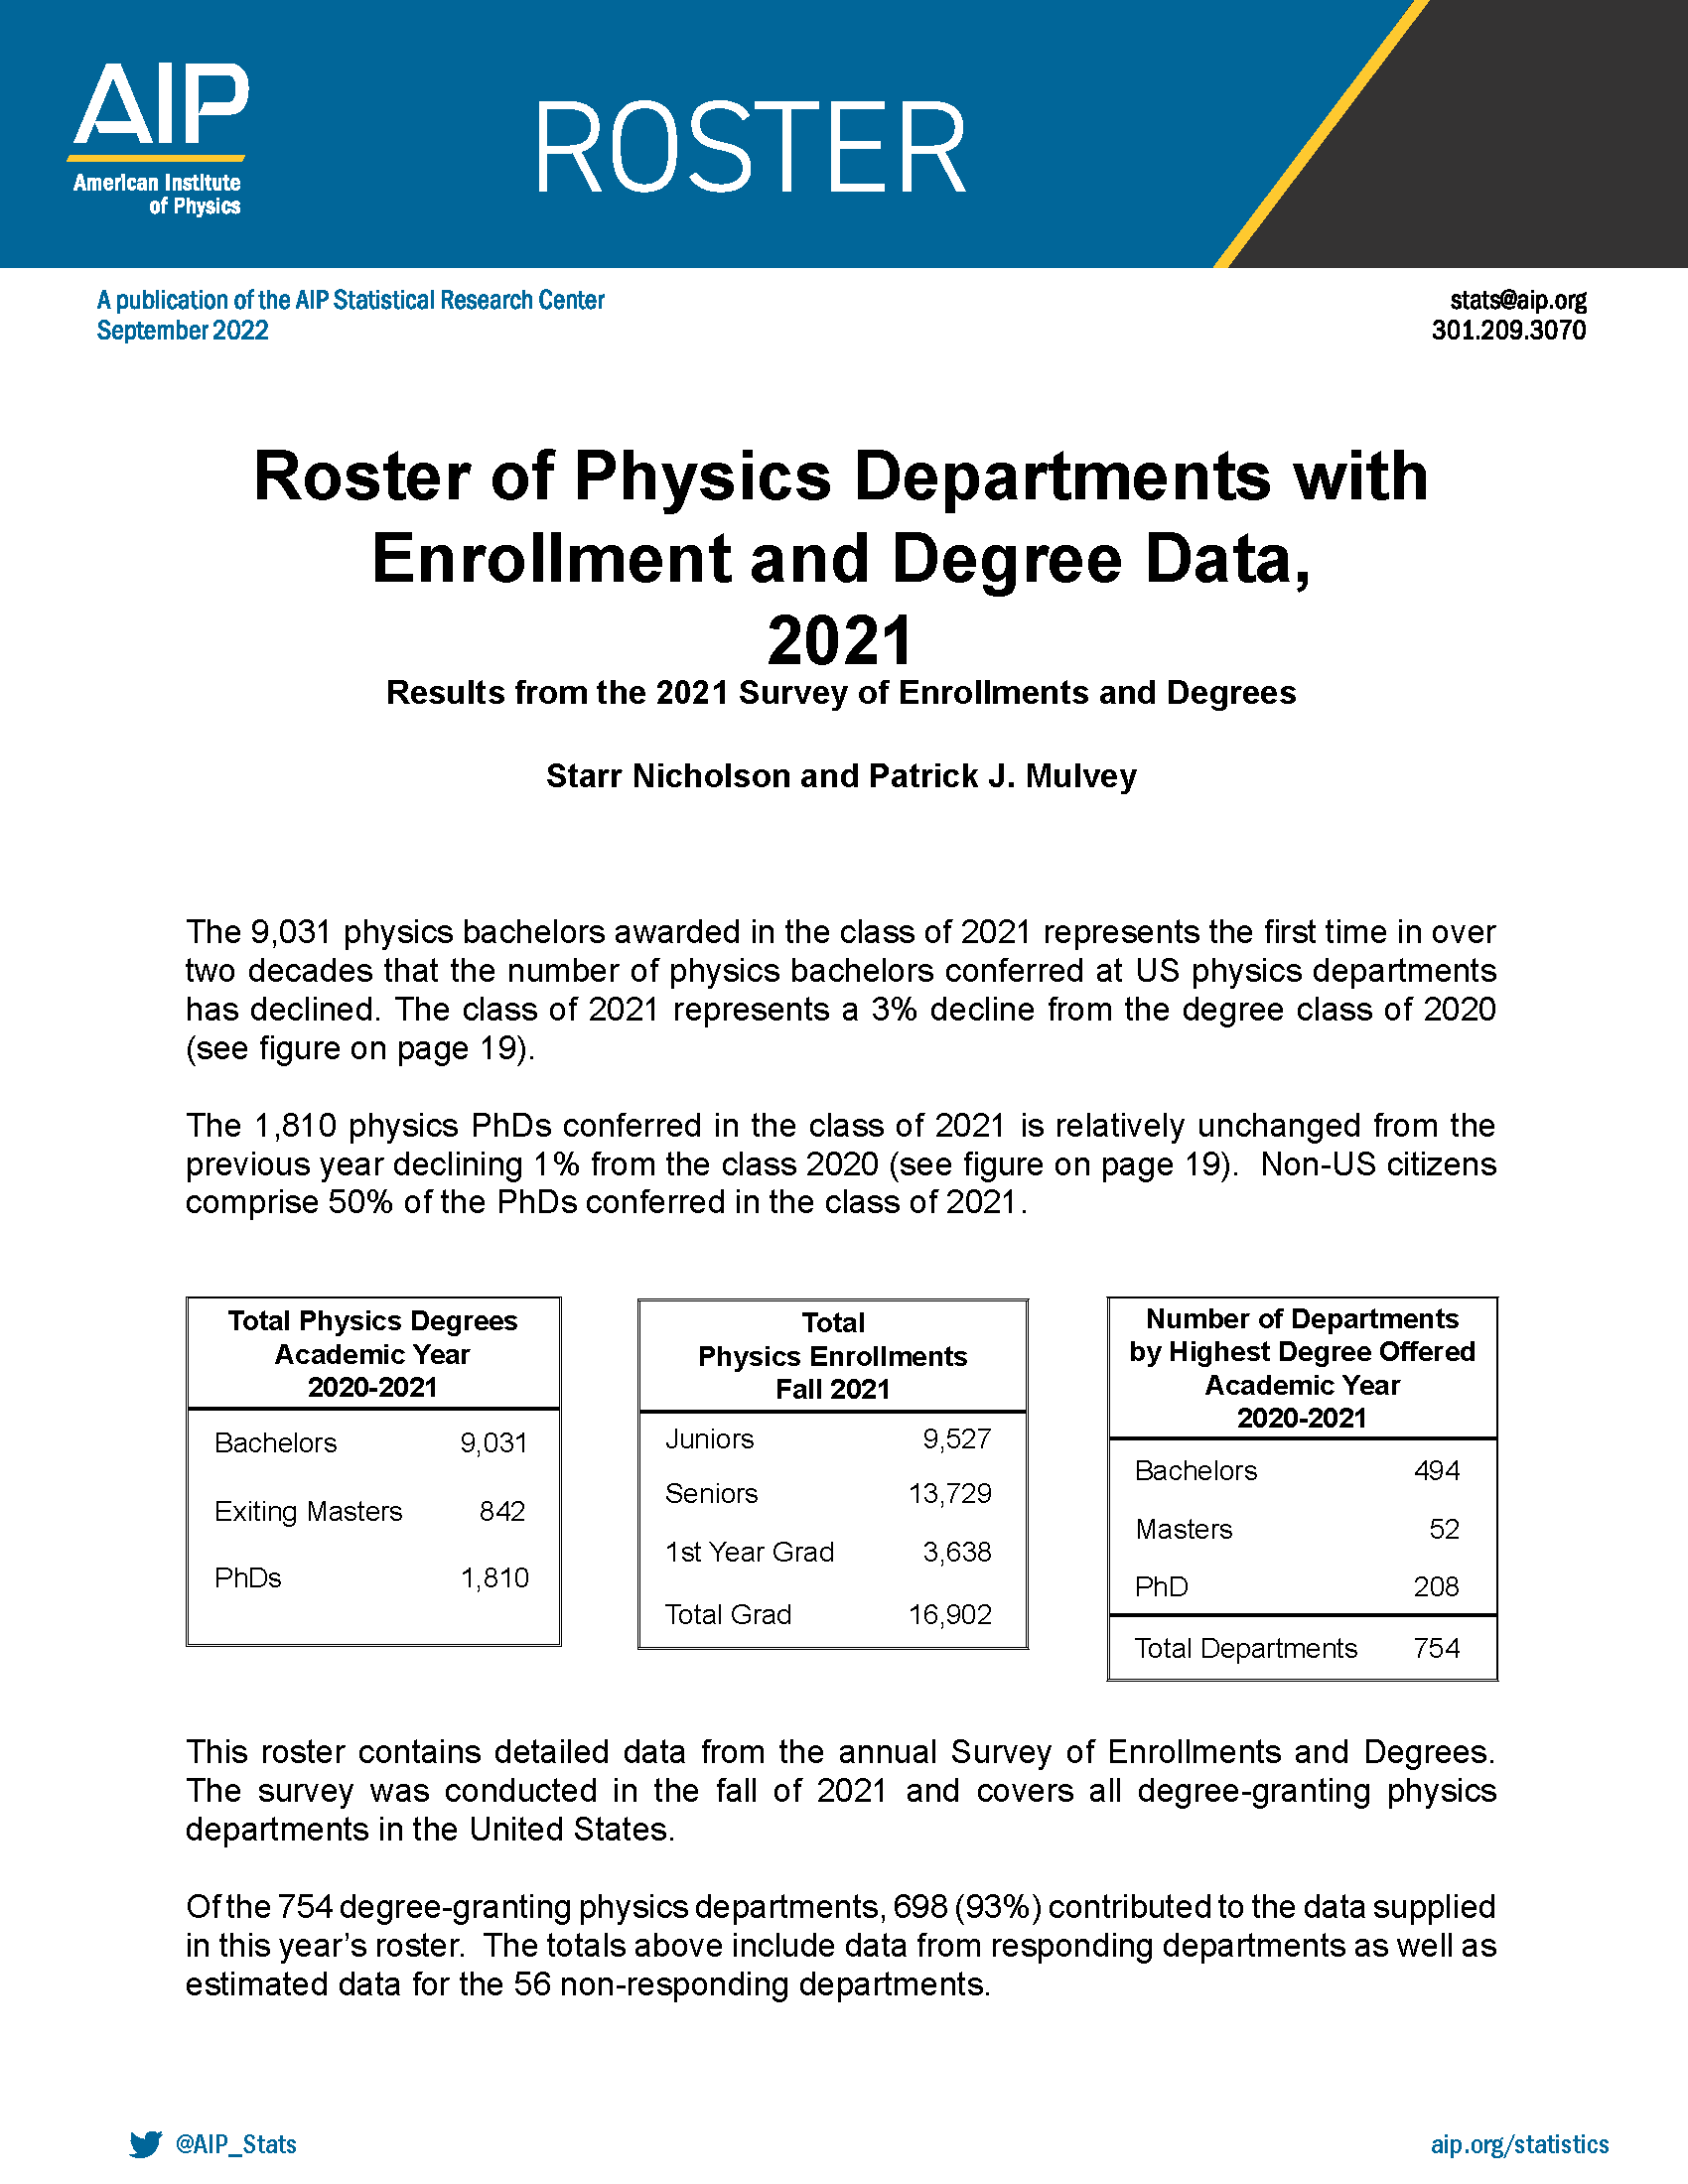 AIP
American Institute
of Physics
ROSTER
A publication of the AIP Statistical Research Center
September 2022
stats@aip.org
301.209.3070
Roster of Physics Departments with
Enrollment and Degree Data,
2021
Results from the 2021 Survey of Enrollments and Degrees
Starr Nicholson and Patrick J. Mulvey
The 9,031 physics bachelors awarded in the class of 2021 represents the first time in over
two decades that the number of physics bachelors conferred at US physics departments
has declined. The class of 2021 represents a 3% decline from the degree class of 2020
(see figure on page 19).
The 1,810 physics PhDs conferred in the class of 2021 is relatively unchanged from the
previous year declining 1% from the class 2020 (see figure on page 19). Non-US citizens
comprise 50% of the PhDs conferred in the class of 2021.
Total Physics Degrees
Academic Year
2020-2021
Bachelors 9,031
Exiting Masters 842
PhDs 1,810
Total
Physics Enrollments
Fall 2021
Juniors 9,527
Seniors 13,729
1st Year Grad 3,638
Total Grad 16,902
Number of Departments
by Highest Degree Offered
Academic Year
2020-2021
Bachelors 494
Masters 52
PhD 208
Total Departments 754
This roster contains detailed data from the annual Survey of Enrollments and Degrees.
The survey was conducted in the fall of 2021 and covers all degree-granting physics
departments in the United States.
Of the 754 degree-granting physics departments, 698 (93%) contributed to the data supplied
in this year's roster. The totals above include data from responding departments as well as
estimated data for the 56 non-responding departments.
@AIP_Stats
aip.org/statistics